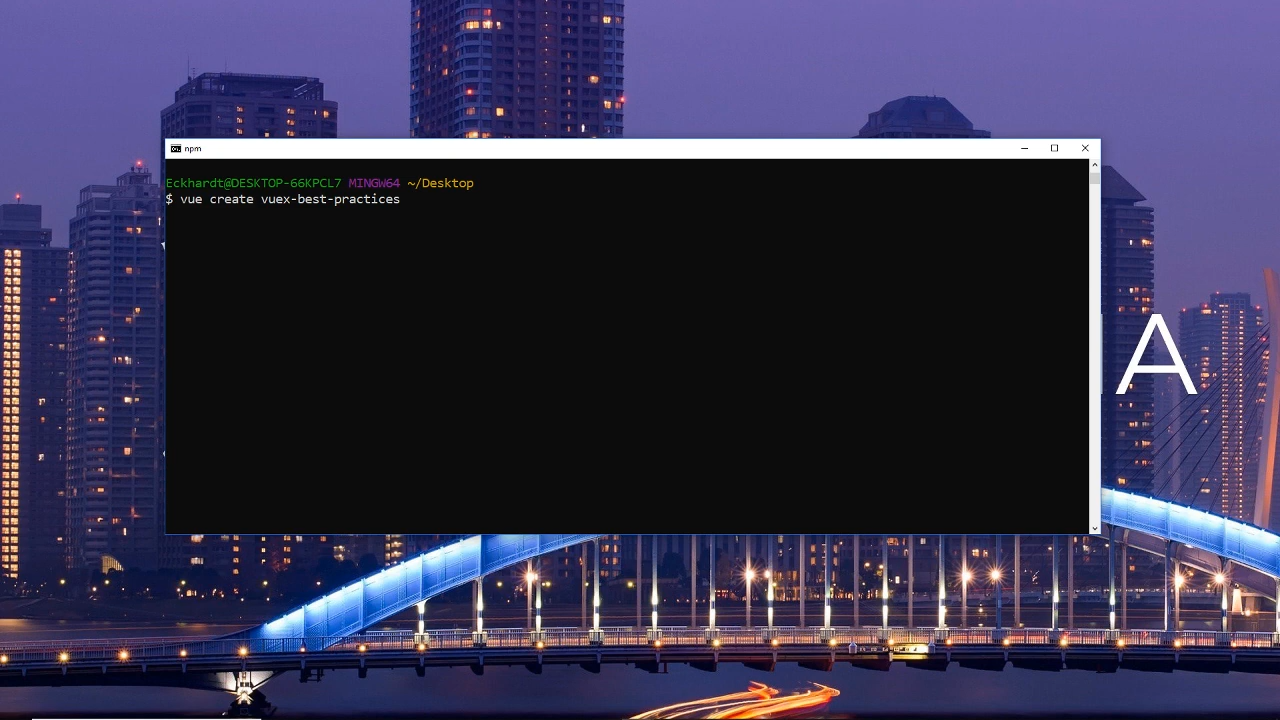 npm
Eckhardt@DESKTOP-66KPCL7 MINGW64 ~/Desktop
$ vue create vuex-best-practices
A